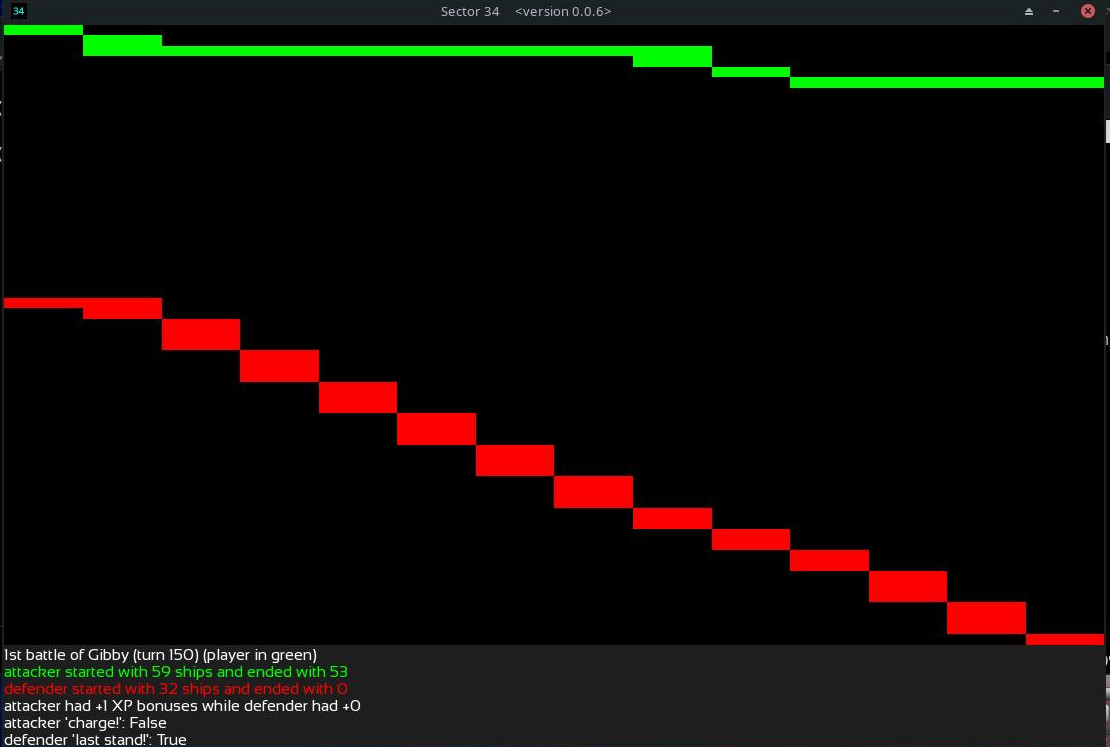 34 Sector 34 <version 0.0.6>
1st battle of Gibby (turn 150) (player in green)
attacker started with 59 ships and ended with 53
defender started with 32 ships and ended with 0
attacker had +1 XP bonuses while defender had +0
attacker 'charge!': False
defender 'last stand!': True